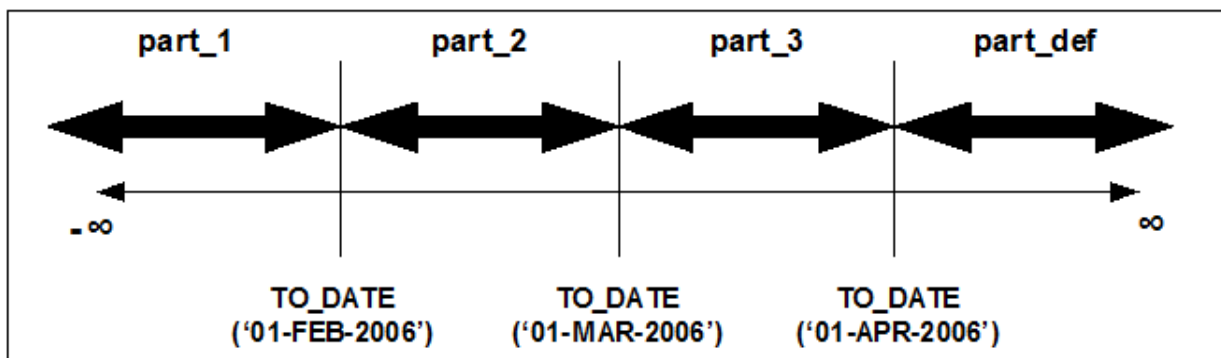 part_1 part_2 part_3 part_def
-∞ ∞
TO_DATE TO_DATE TO_DATE
(‘01-FEB-2006’) (‘01-MAR-2006’) (‘01-APR-2006’)